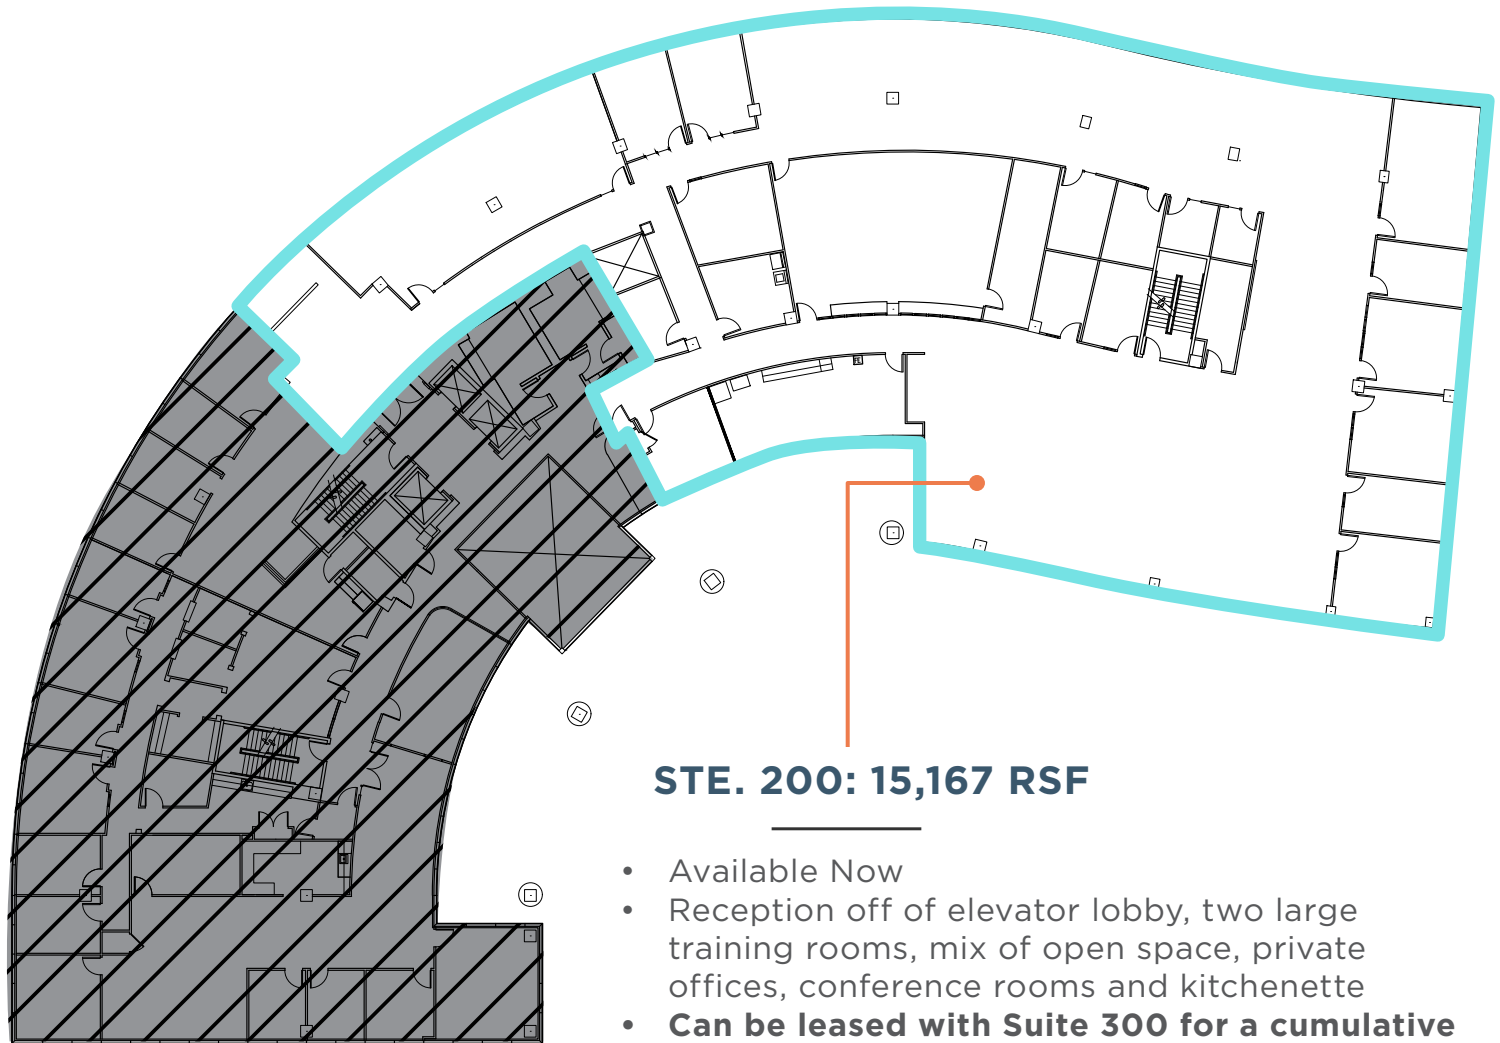 STE. 200: 15,167 RSF
• Available Now
• Reception off of elevator lobby, two large
training rooms, mix of open space, private
offices, conference rooms and kitchenette
• Can be leased with Suite 300 for a cumulative